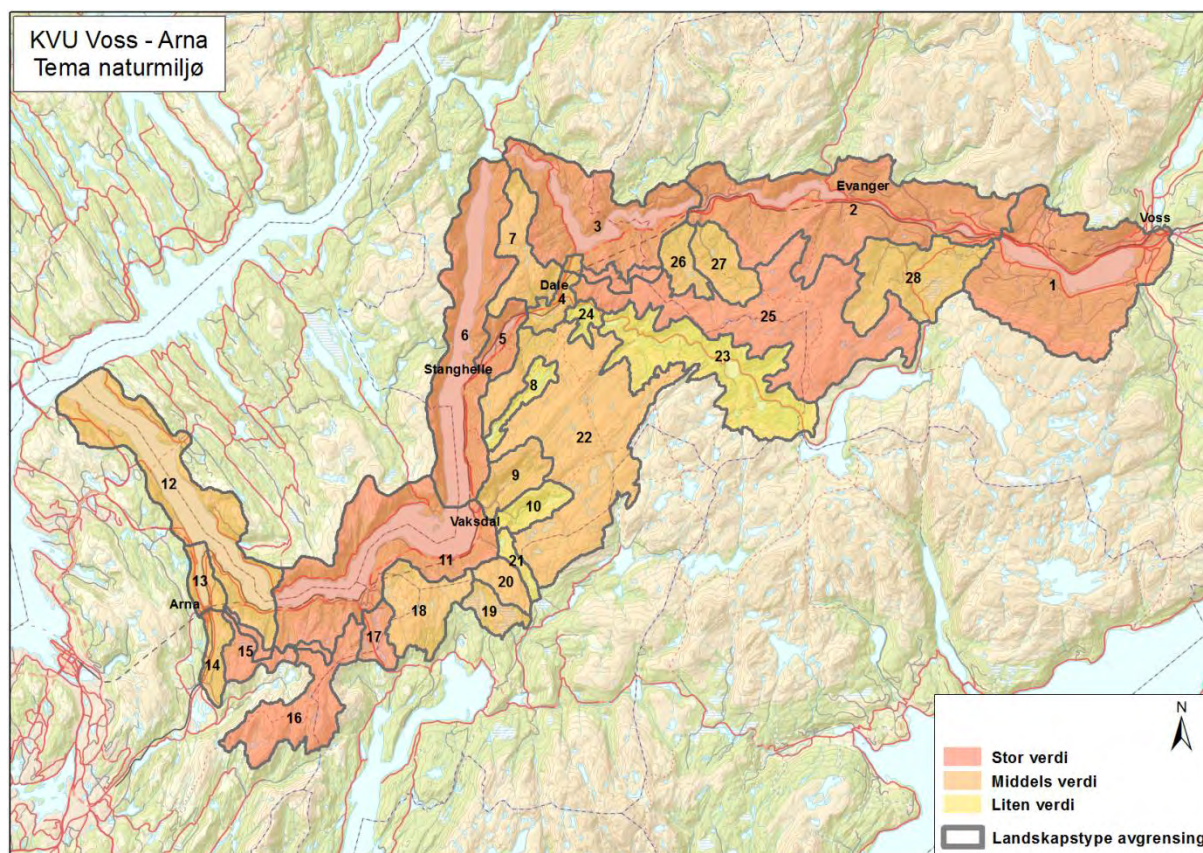 KVU Voss - Arna
Tema naturmiljø
Evanger
Voss
2
3
1
7
26
27
28
Dale
4
24
25
6
5
Stanghelle
23
8
22
12
9
10
Vaksdal
11
21
13
20
Arna
18
19
17
15
14
16
N
Stor verdi
Middels verdi
Liten verdi
Landskapstype avgrensing